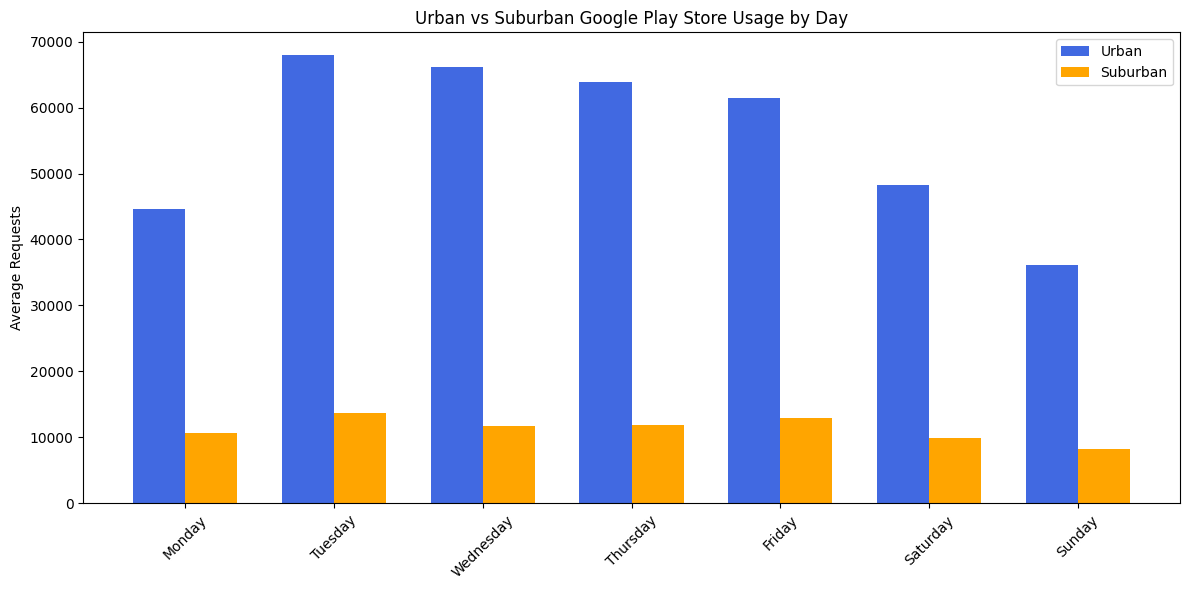 Urban vs Suburban Google Play Store Usage by Day
Urban
Suburban
Average Requests
70000
60000
50000
40000
30000
20000
10000
0
Monday
Tuesday
Wednesday
Thursday
Friday
Saturday
Sunday